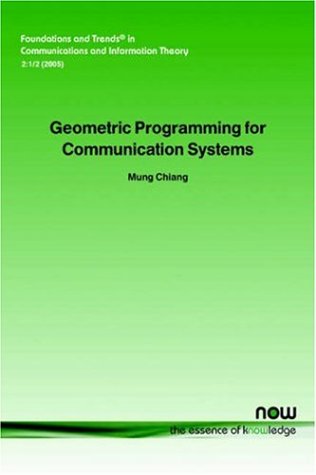 Foundations and Trends® in
Communications and Information Theory
2:1/2 (2005)
Geometric Programming for
Communication Systems
Mung Chiang
now
the essence of knowledge